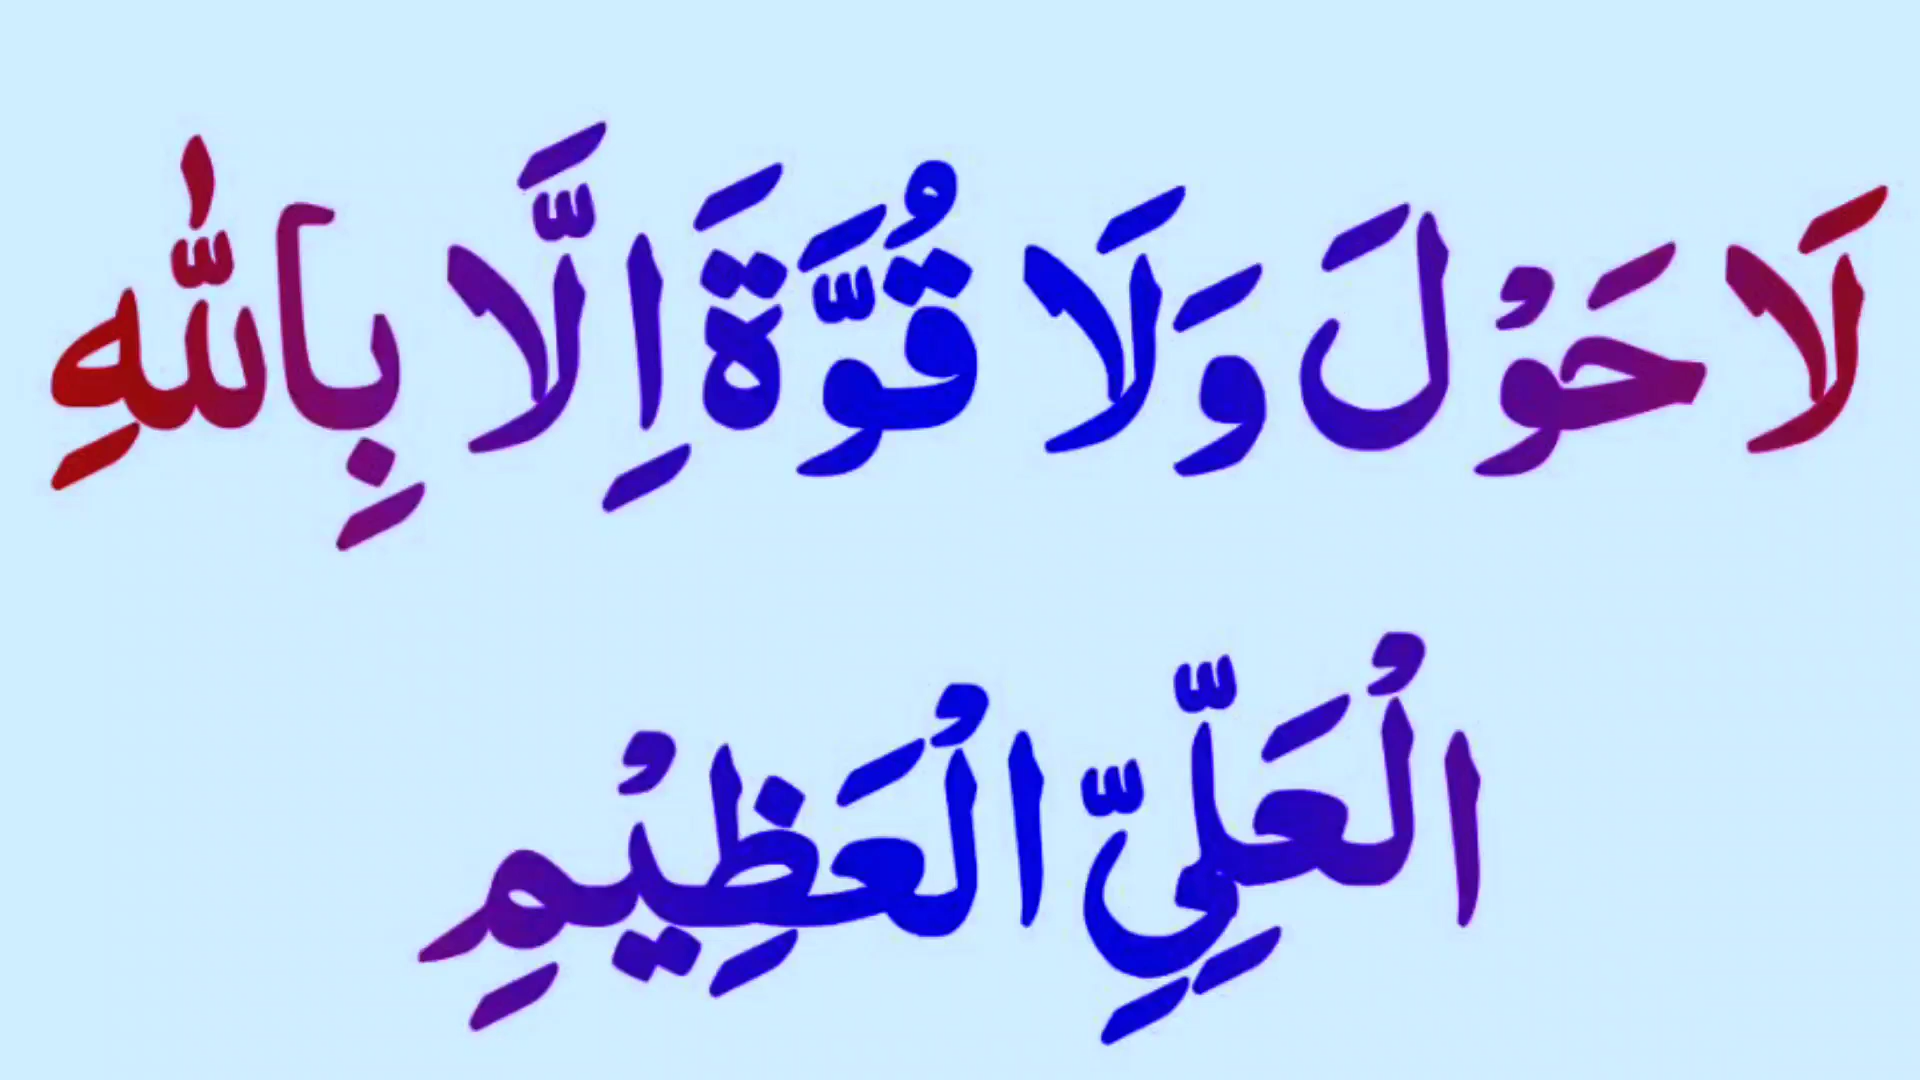 لَا حَوْلَ وَلَا قُوَّةَ اِلَّا بِاللّٰهِ
الْعَلِّيِّ الْعَظِيْمِ